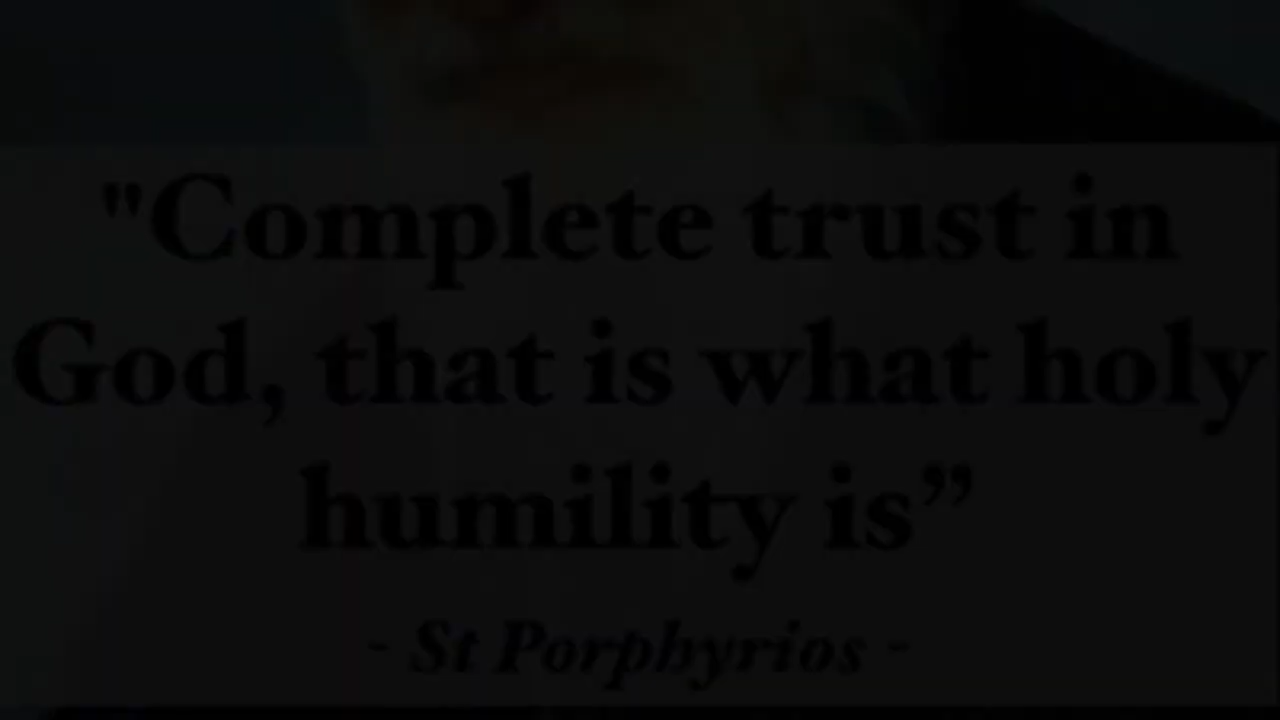 "Complete trust in
God, that is what holy
humility is”
- St Porphyrios -